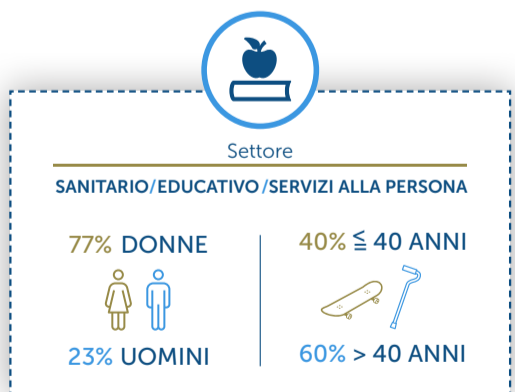 Settore
SANITARIO/EDUCATIVO/SERVIZI ALLA PERSONA
77% DONNE
23% UOMINI
40% ≦ 40 ANNI
60% > 40 ANNI